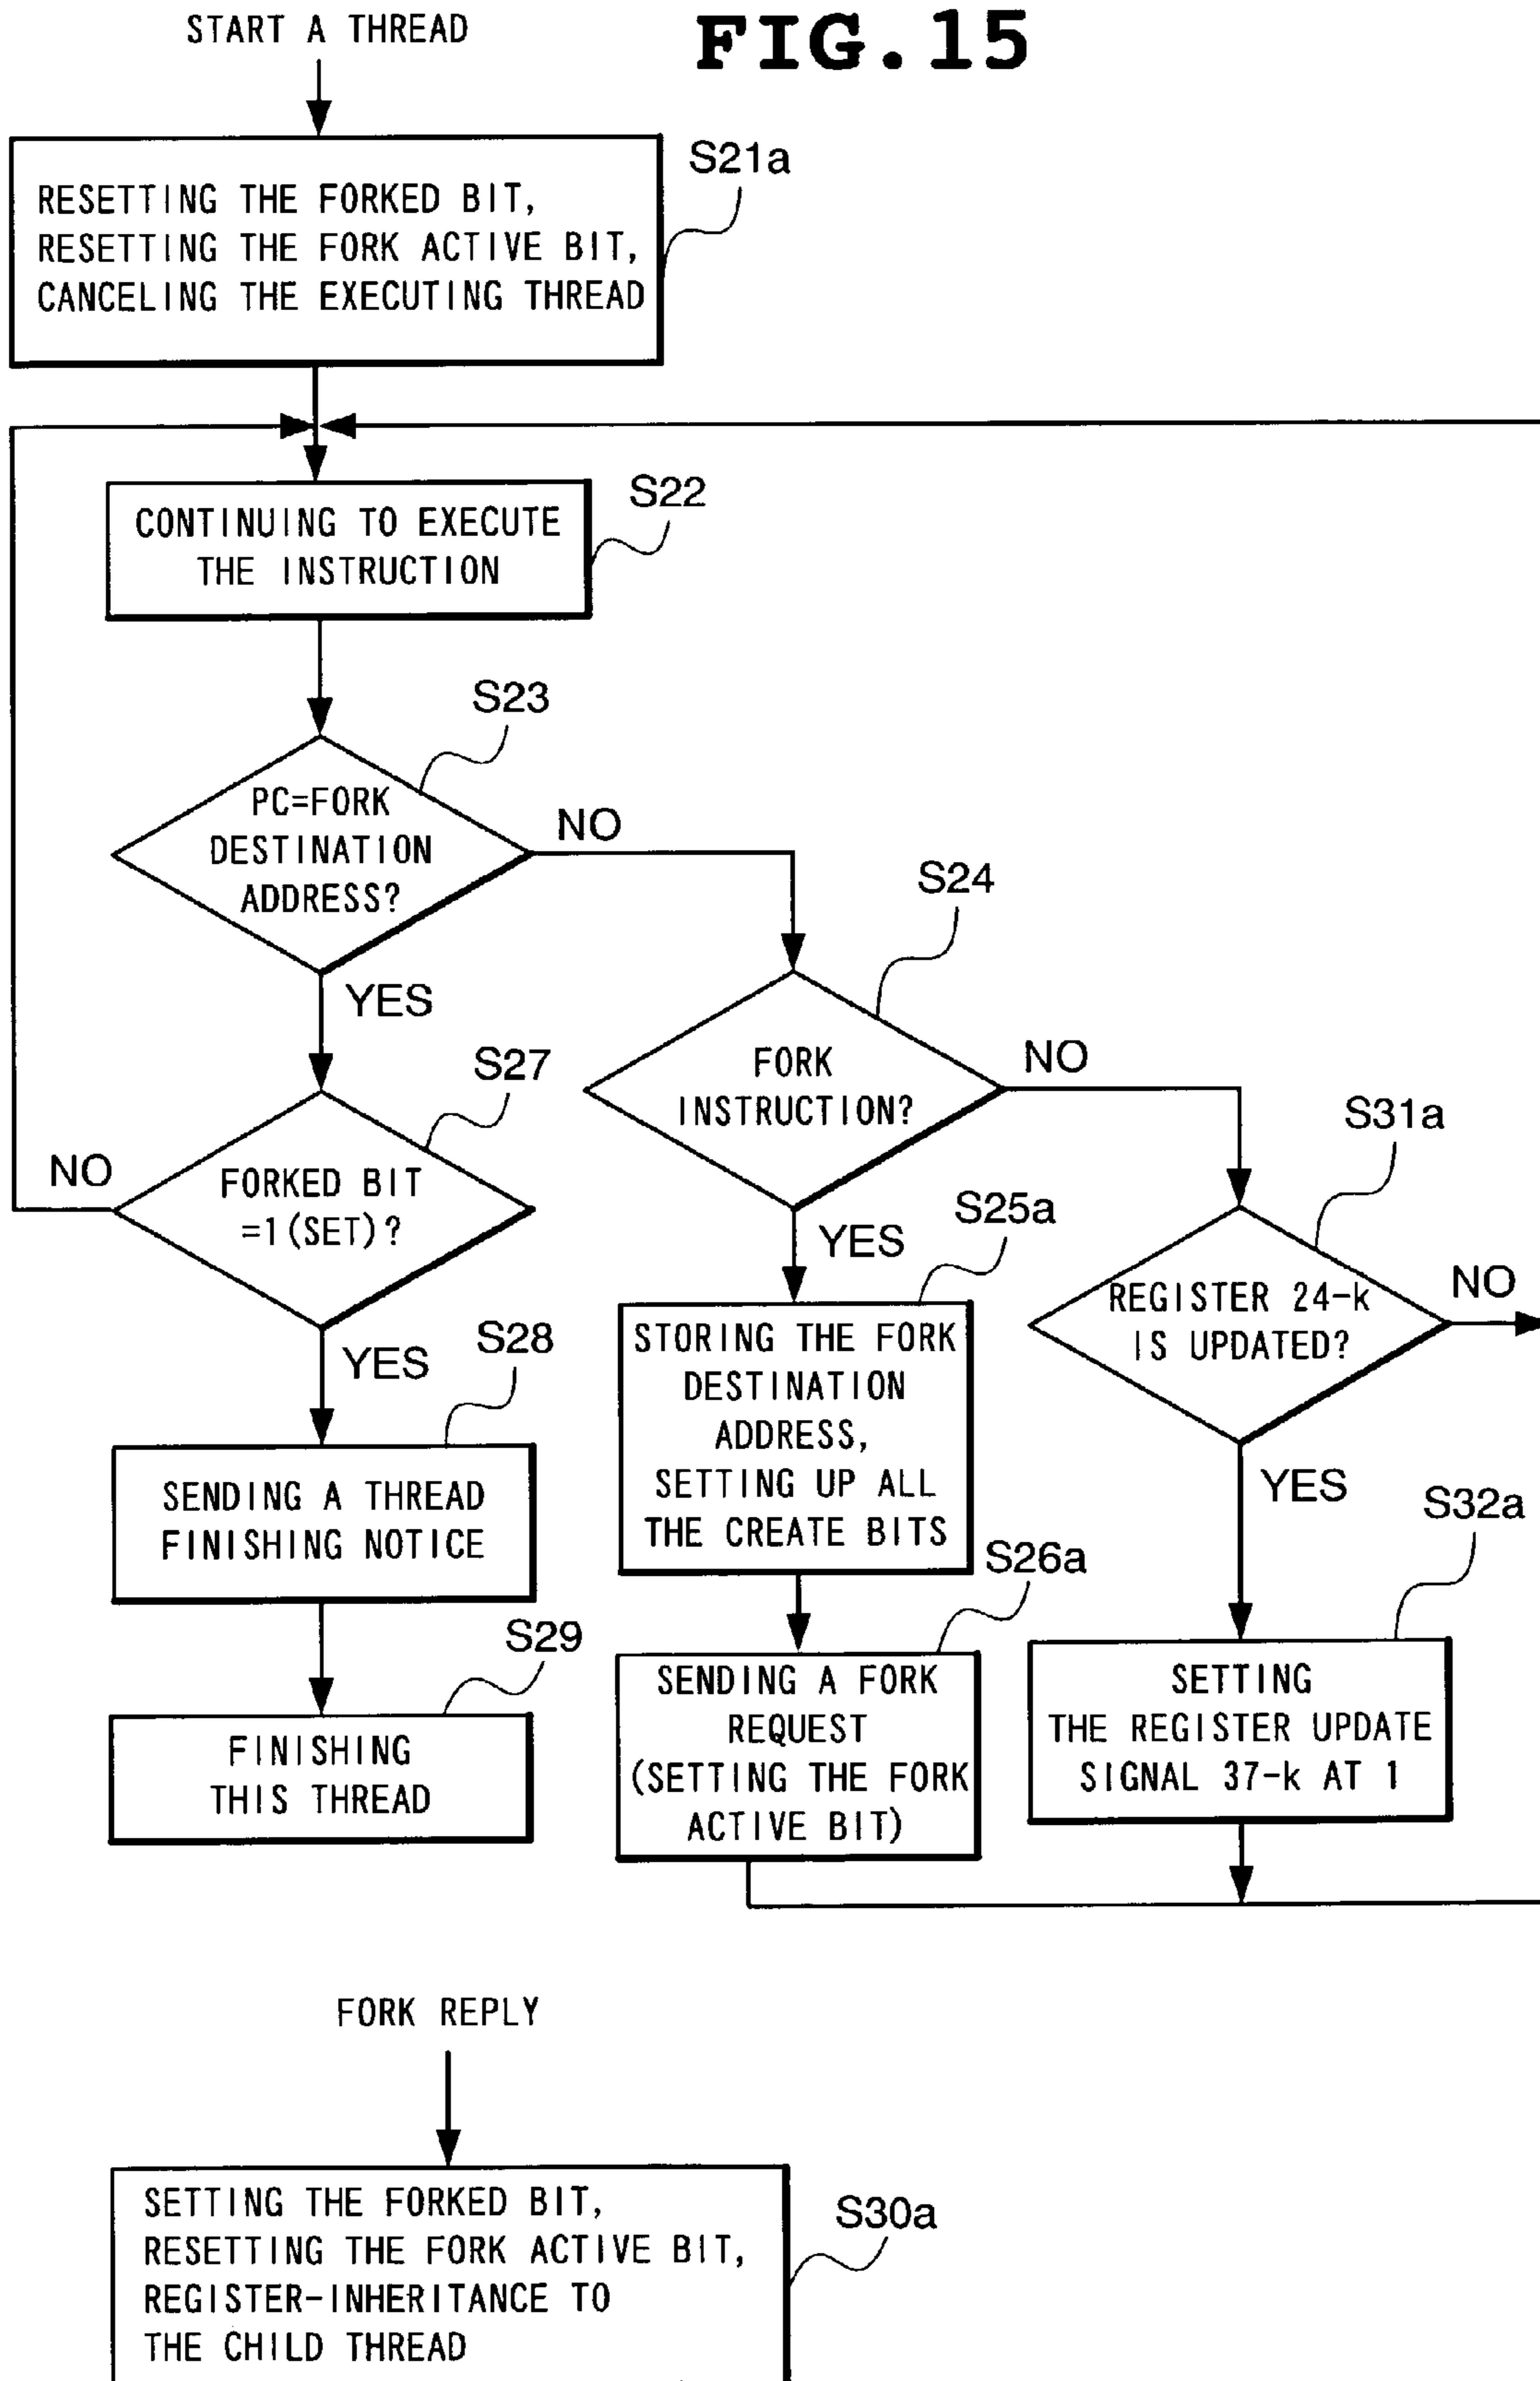 START A THREAD
FIG.15
S21a
RESETTING THE FORKED BIT,
RESETTING THE FORK ACTIVE BIT,
CANCELING THE EXECUTING THREAD
S22
CONTINUING TO EXECUTE
THE INSTRUCTION
S23
PC=FORK
DESTINATION
ADDRESS?
NO
YES
S24
FORK
INSTRUCTION?
NO
YES
S27
FORKED BIT
=1(SET)?
NO
YES
S28
SENDING A THREAD
FINISHING NOTICE
S29
FINISHING
THIS THREAD
S25a
STORING THE FORK
DESTINATION
ADDRESS,
SETTING UP ALL
THE CREATE BITS
S26a
SENDING A FORK
REQUEST
(SETTING THE FORK
ACTIVE BIT)
S31a
REGISTER 24-k
IS UPDATED?
NO
YES
S32a
SETTING
THE REGISTER UPDATE
SIGNAL 37-k AT 1
FORK REPLY
S30a
SETTING THE FORKED BIT,
RESETTING THE FORK ACTIVE BIT,
REGISTER-INHERITANCE TO
THE CHILD THREAD